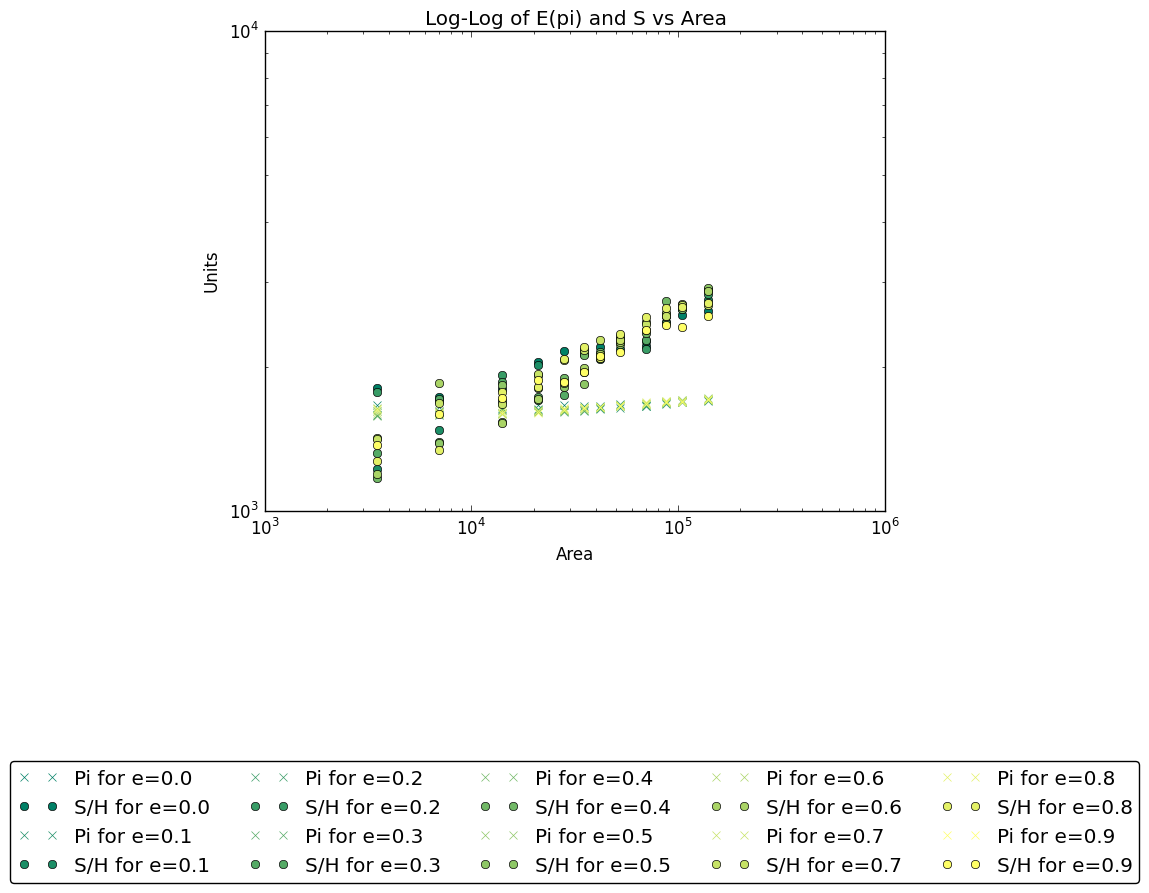 Log-Log of E(pi) and S vs Area
10^4
Units
10^3
10^3 10^4 10^5 10^6
Area
Pi for e=0.0 Pi for e=0.2 Pi for e=0.4 Pi for e=0.6 Pi for e=0.8
S/H for e=0.0 S/H for e=0.2 S/H for e=0.4 S/H for e=0.6 S/H for e=0.8
Pi for e=0.1 Pi for e=0.3 Pi for e=0.5 Pi for e=0.7 Pi for e=0.9
S/H for e=0.1 S/H for e=0.3 S/H for e=0.5 S/H for e=0.7 S/H for e=0.9